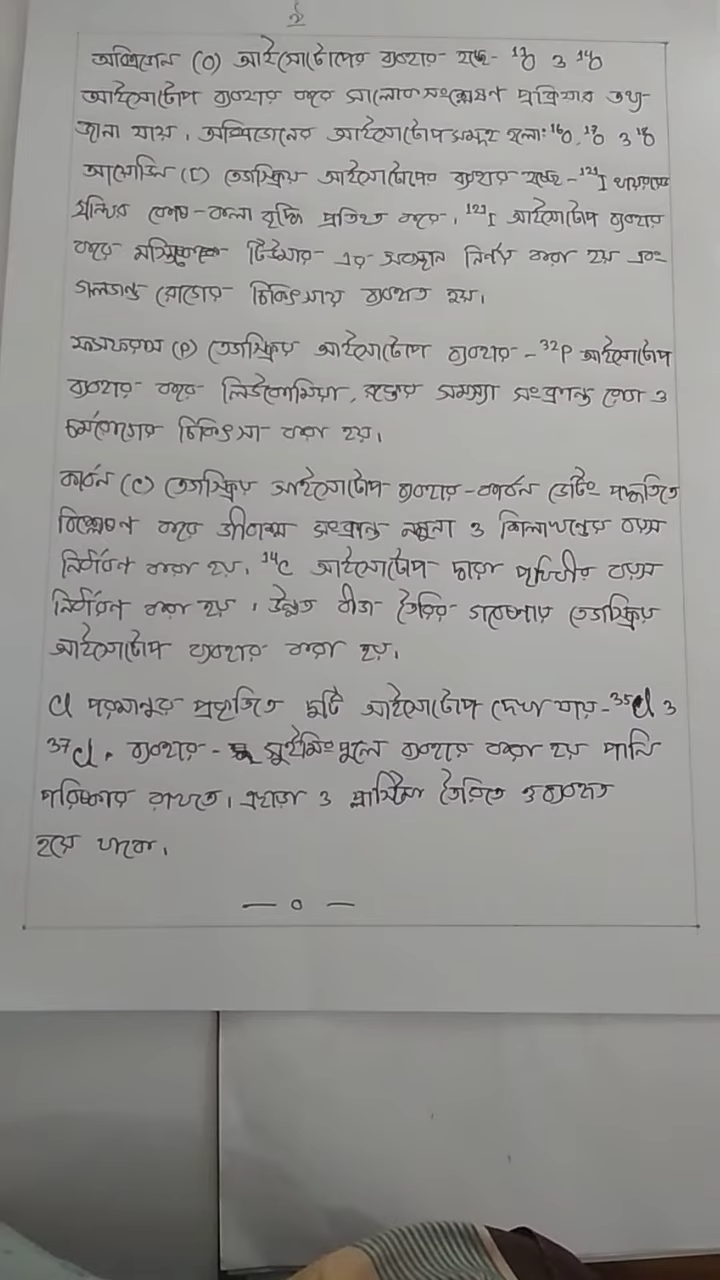 ২
অক্সিজেন (O) আইসোটোপের ব্যবহার হচ্ছে- ¹⁷O ও ¹⁸O
আইসোটোপ ব্যবহার করে সালোকসংশ্লেষণ প্রক্রিয়ার তথ্য-
জানা যায়। অক্সিজেনের আইসোটোপসমূহ হলো: ¹⁶O, ¹⁷O ও ¹⁸O
আয়োডিন (I) তেজস্ক্রিয় আইসোটোপের ব্যবহার হচ্ছে - ¹²¹I থায়রয়েড
গ্রন্থির কোষ-কলা বৃদ্ধি প্রতিহত করে। ¹²¹I আইসোটোপ ব্যবহার
করে মস্তিষ্কের টিউমার-এর অবস্থান নির্ণয় করা হয় এবং
গলগন্ড রোগের চিকিৎসায় ব্যবহৃত হয়।
ফসফরাস (P) তেজস্ক্রিয় আইসোটোপ ব্যবহার - ³²P আইসোটোপ
ব্যবহার করে লিউকোমিয়া, রক্তের সমস্যা সংক্রান্ত রোগ ও
চর্মরোগের চিকিৎসা করা হয়।
কার্বন (C) তেজস্ক্রিয় আইসোটোপ ব্যবহার - কার্বন ডেটিং পদ্ধতিতে
বিশ্লেষণ করে জীবাশ্ম সংক্রান্ত নমুনা ও শিলাখণ্ডের বয়স
নির্ধারণ করা হয়। ¹⁴C আইসোটোপ দ্বারা পৃথিবীর বয়স
নির্ধারণ করা হয়। উন্নত বীজ তৈরির গবেষণায় তেজস্ক্রিয়
আইসোটোপ ব্যবহার করা হয়।
Cl পরমানুর প্রকৃতিতে দুটি আইসোটোপ দেখা যায় - ³⁵Cl ও
³⁷Cl. ব্যবহার - সুইমিংপুলে ব্যবহার করা হয় পানি
পরিষ্কার রাখতে। এছাড়া ও প্লাস্টিক তৈরিতে ও ব্যবহৃত
হয়ে থাকে।
— ০ —